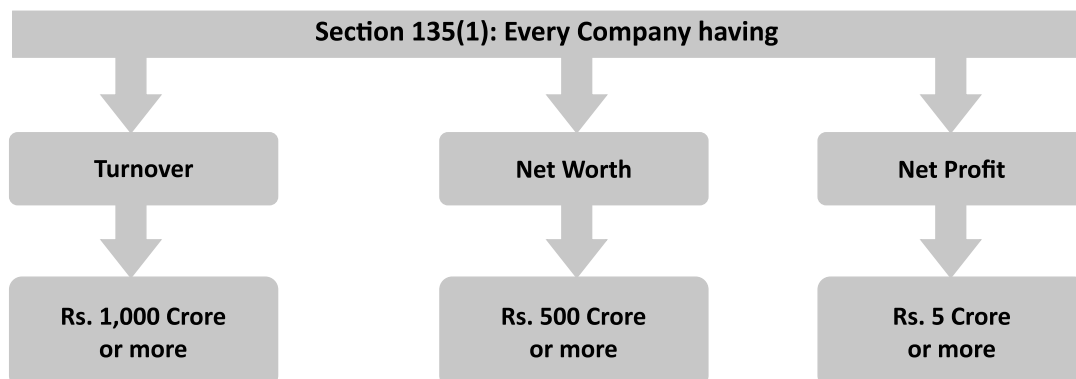 Section 135(1): Every Company having
Turnover
Net Worth
Net Profit
Rs. 1,000 Crore
or more
Rs. 500 Crore
or more
Rs. 5 Crore
or more